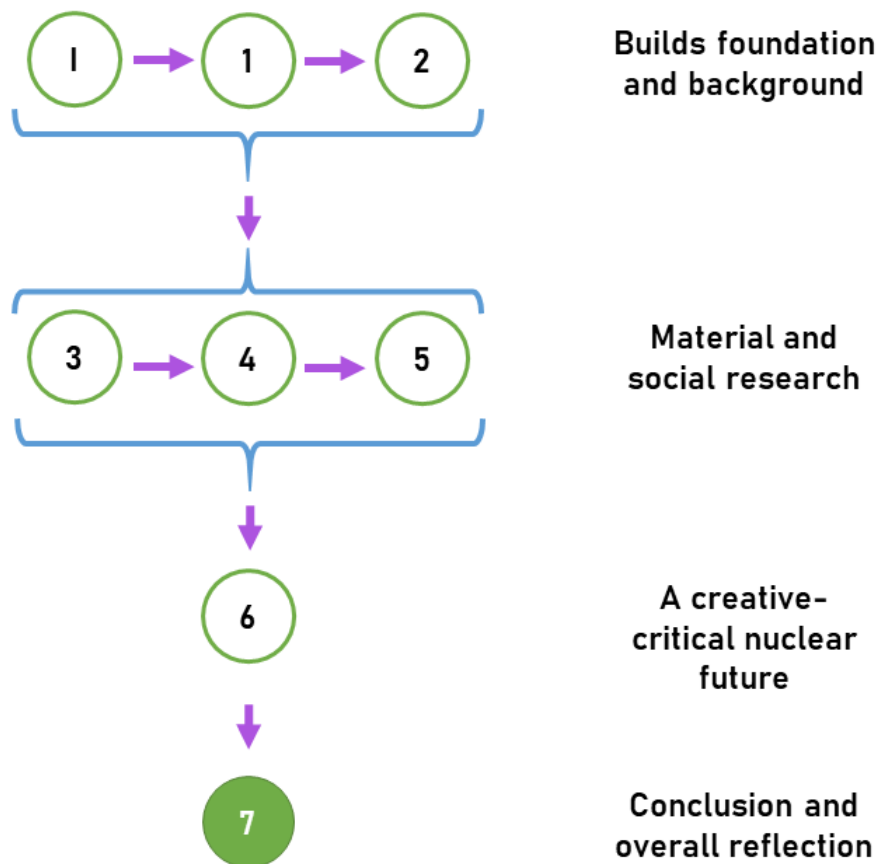 I
1
2
Builds foundation
and background
3
4
5
Material and
social research
6
A creative-
critical nuclear
future
7
Conclusion and
overall reflection